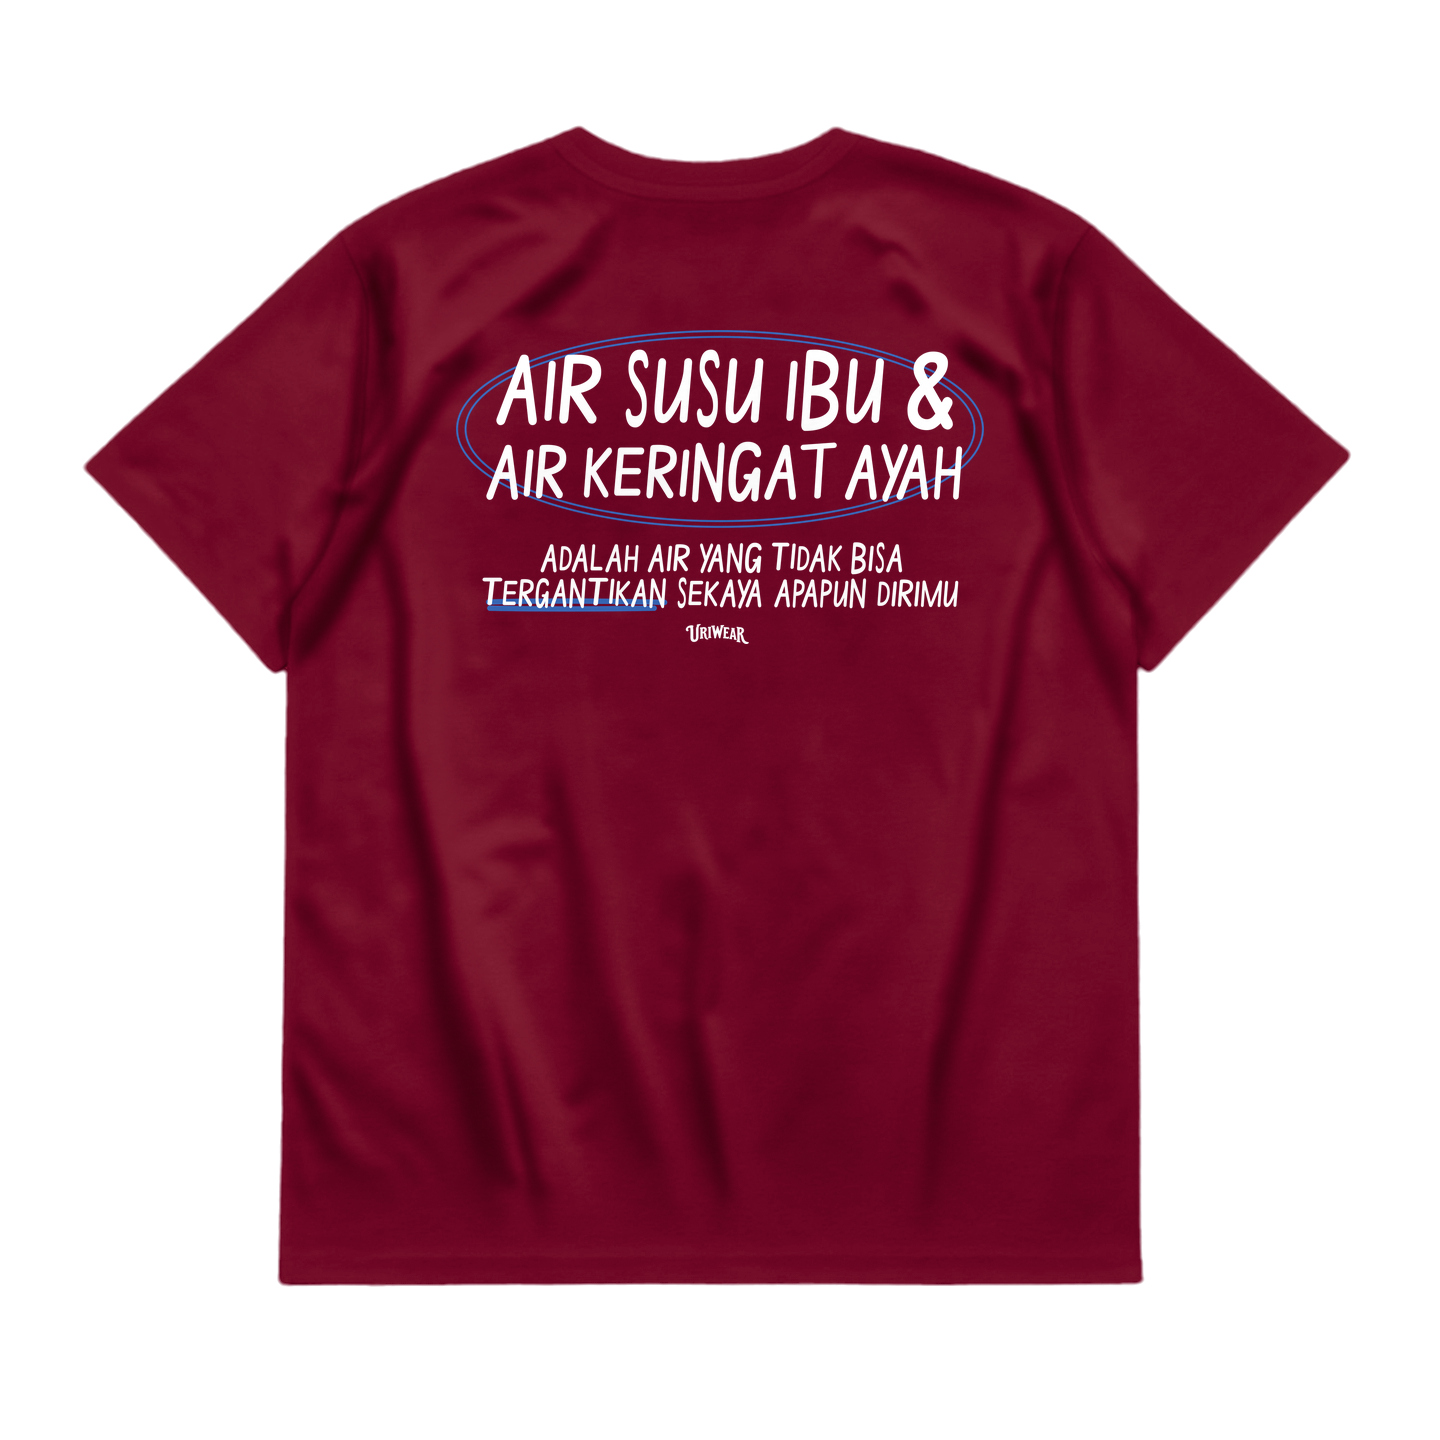 AIR SUSU IBU &
AIR KERINGAT AYAH
ADALAH AIR YANG TIDAK BISA
TERGANTIKAN SEKAYA APAPUN DIRIMU
URIWEAR